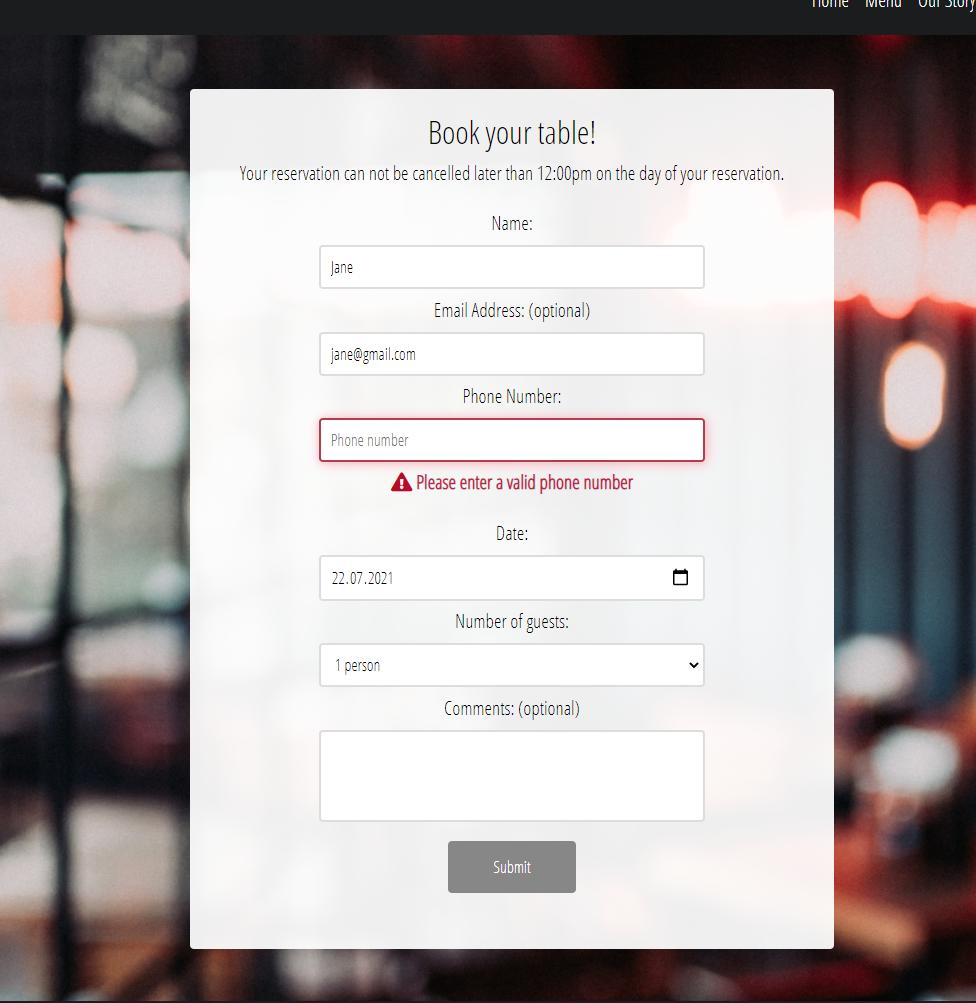 Home Menu Our Story
Book your table!
Your reservation can not be cancelled later than 12:00pm on the day of your reservation.
Name:
Jane
Email Address: (optional)
jane@gmail.com
Phone Number:
Phone number
Please enter a valid phone number
Date:
22.07.2021
Number of guests:
1 person
Comments: (optional)
Submit